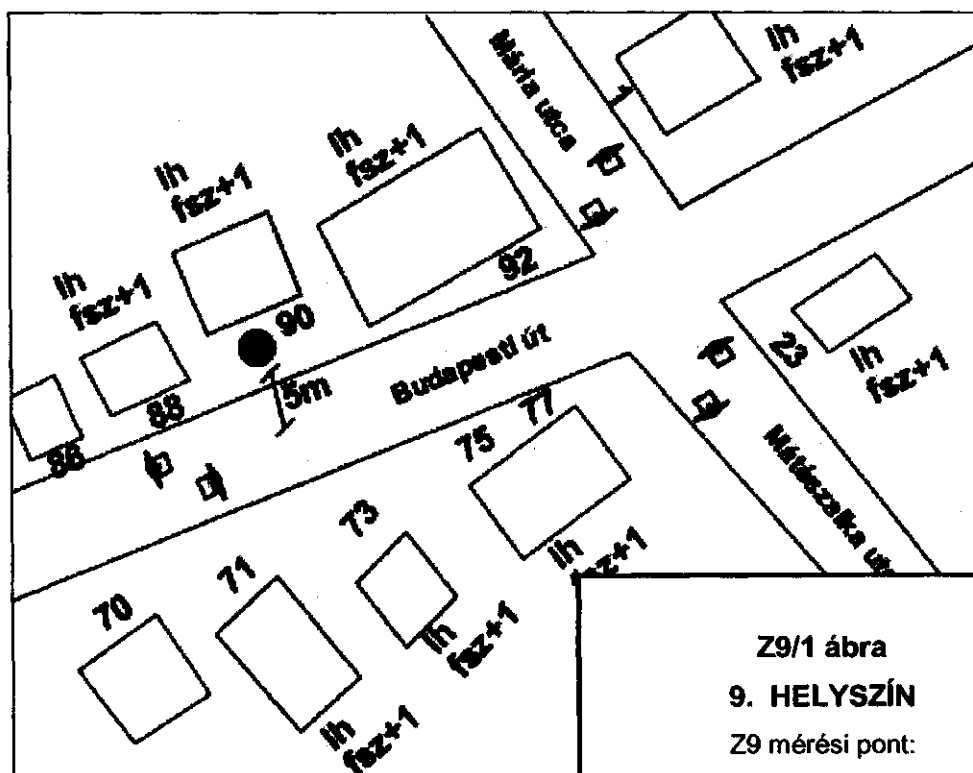 Mária utca
lh
fsz+1
lh
fsz+1
lh
fsz+1
lh
fsz+1
92
90
88
86
5m
Budapesti út
23
lh
fsz+1
77
75
73
71
70
lh
fsz+1
lh
fsz+1
lh
fsz+1
Mátészalka
Z9/1 ábra
9. HELYSZÍN
Z9 mérési pont: